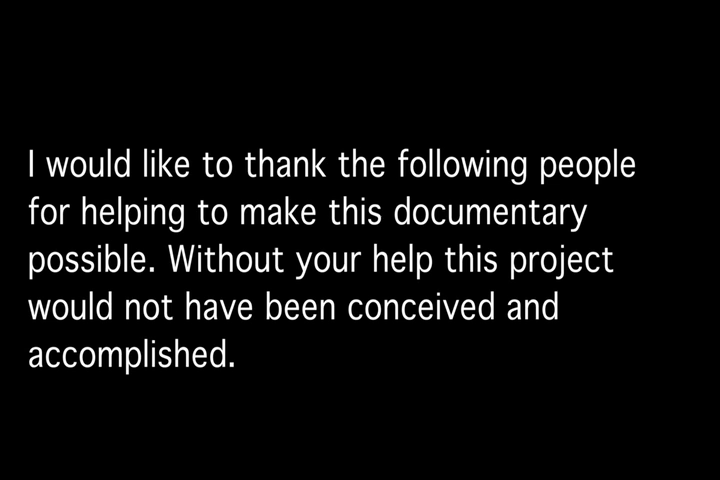 I would like to thank the following people
for helping to make this documentary
possible. Without your help this project
would not have been conceived and
accomplished.